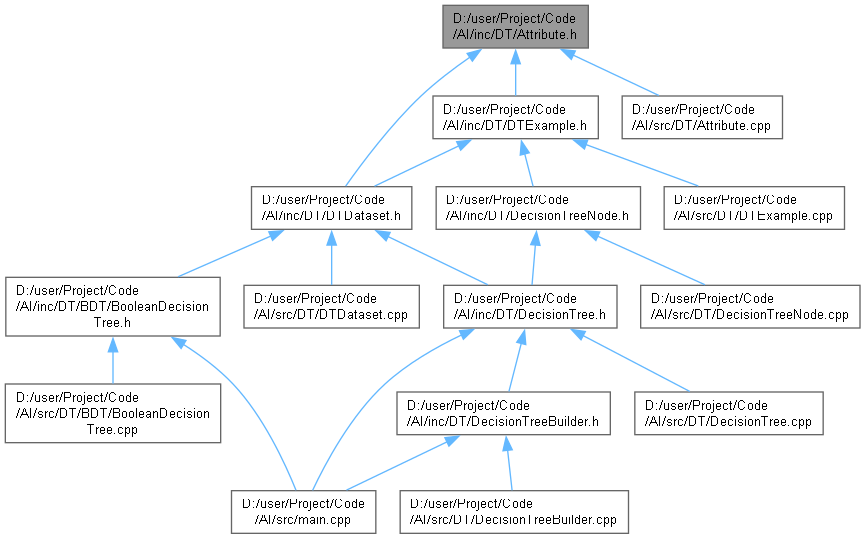 D:/user/Project/Code
/AI/inc/DT/Attribute.h
D:/user/Project/Code
/AI/inc/DT/DTExample.h
D:/user/Project/Code
/AI/src/DT/Attribute.cpp
D:/user/Project/Code
/AI/inc/DT/DTDataset.h
D:/user/Project/Code
/AI/inc/DT/DecisionTreeNode.h
D:/user/Project/Code
/AI/src/DT/DTExample.cpp
D:/user/Project/Code
/AI/inc/DT/BDT/BooleanDecision
Tree.h
D:/user/Project/Code
/AI/src/DT/DTDataset.cpp
D:/user/Project/Code
/AI/inc/DT/DecisionTree.h
D:/user/Project/Code
/AI/src/DT/DecisionTreeNode.cpp
D:/user/Project/Code
/AI/src/DT/BDT/BooleanDecision
Tree.cpp
D:/user/Project/Code
/AI/inc/DT/DecisionTreeBuilder.h
D:/user/Project/Code
/AI/src/DT/DecisionTree.cpp
D:/user/Project/Code
/AI/src/main.cpp
D:/user/Project/Code
/AI/src/DT/DecisionTreeBuilder.cpp